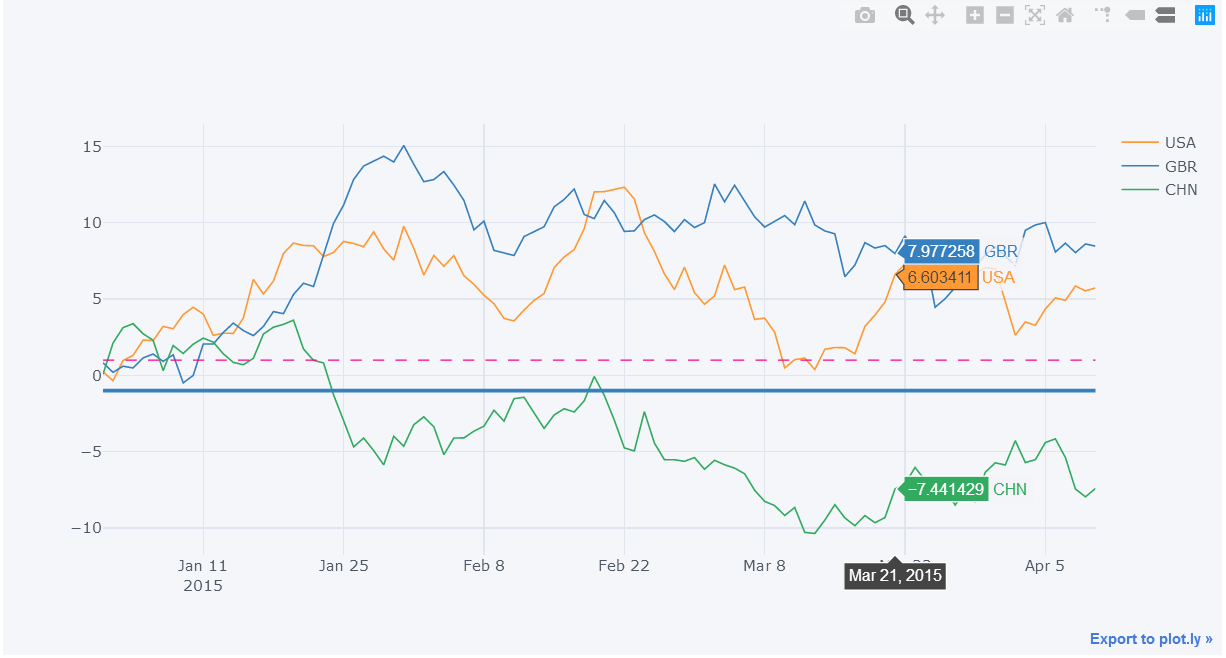 USA
GBR
CHN
15
10
5
0
−5
−10
7.977258 GBR
6.603411 USA
−7.441429 CHN
Jan 11
2015
Jan 25
Feb 8
Feb 22
Mar 8
Mar 21, 2015
Apr 5
Export to plot.ly »